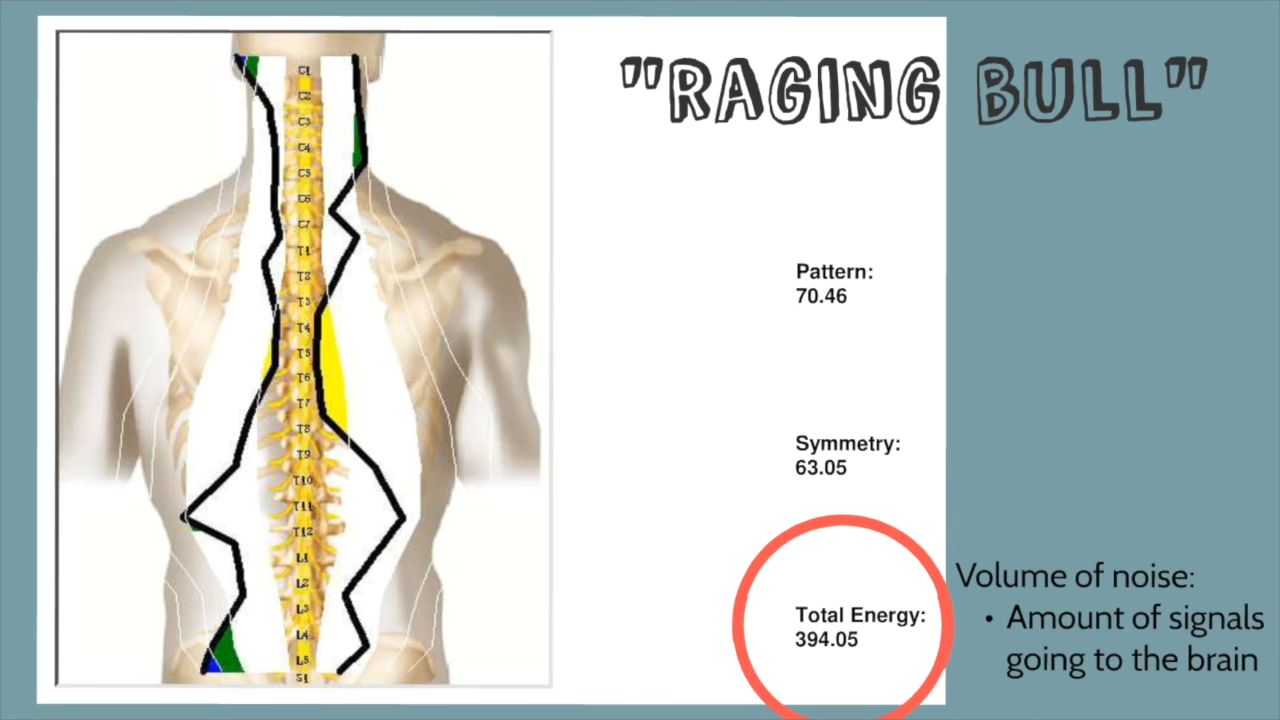 "RAGING BULL"
C1
C2
C3
C4
C5
C6
C7
T1
T2
T3
T4
T5
T6
T7
T8
T9
T10
T11
T12
L1
L2
L3
L4
L5
S1
Pattern:
70.46
Symmetry:
63.05
Total Energy:
394.05
Volume of noise:
• Amount of signals
going to the brain